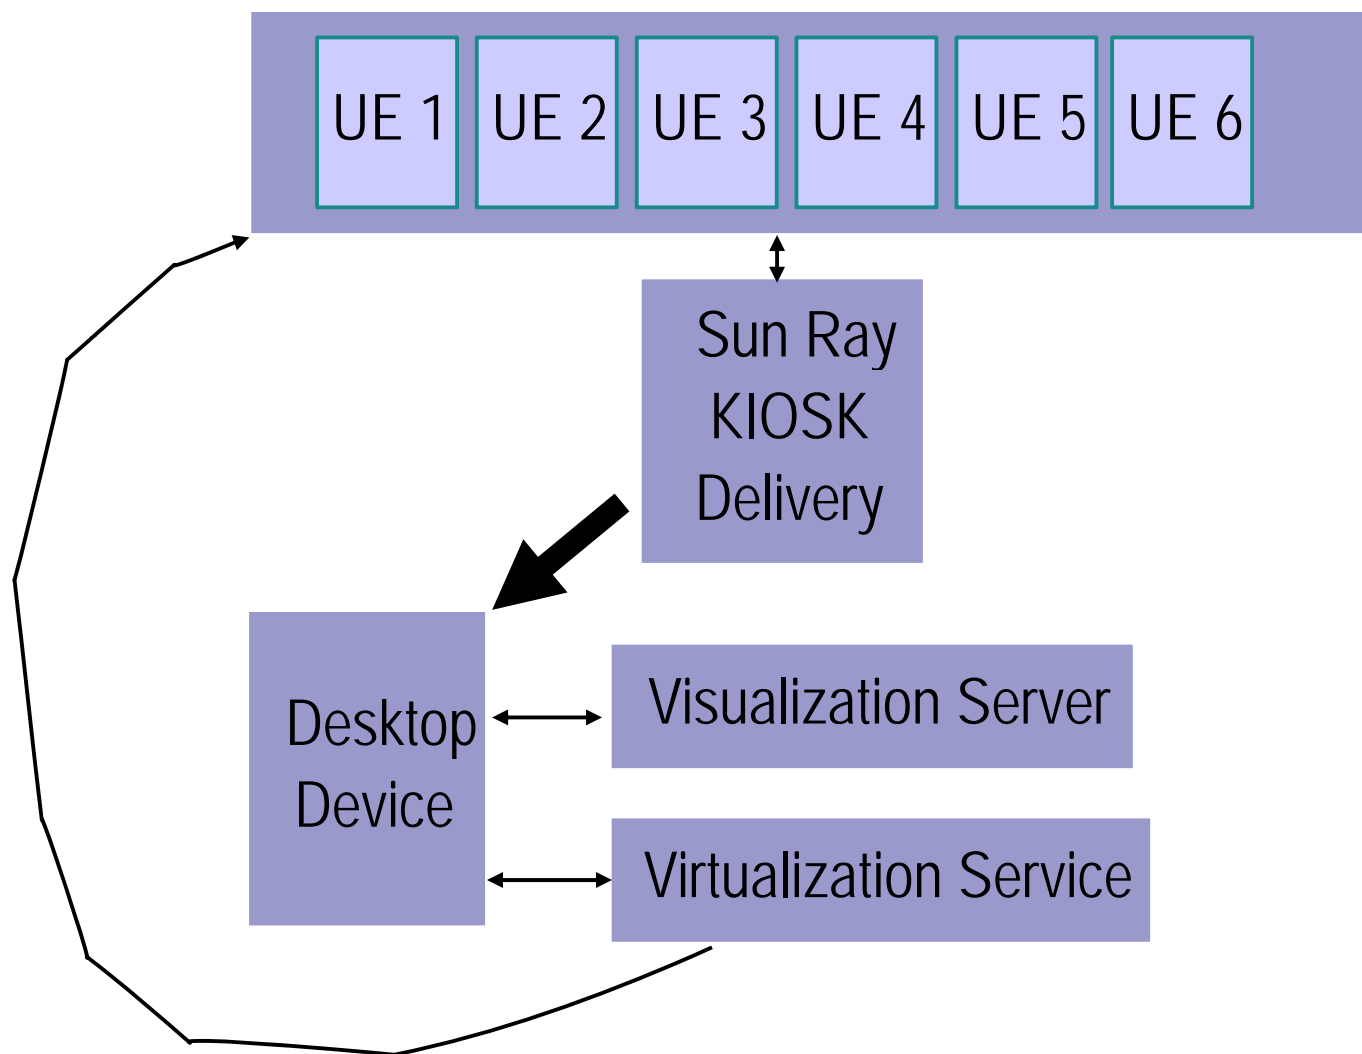 UE 1 UE 2 UE 3 UE 4 UE 5 UE 6
Sun Ray
KIOSK
Delivery
Visualization Server
Desktop
Device
Virtualization Service